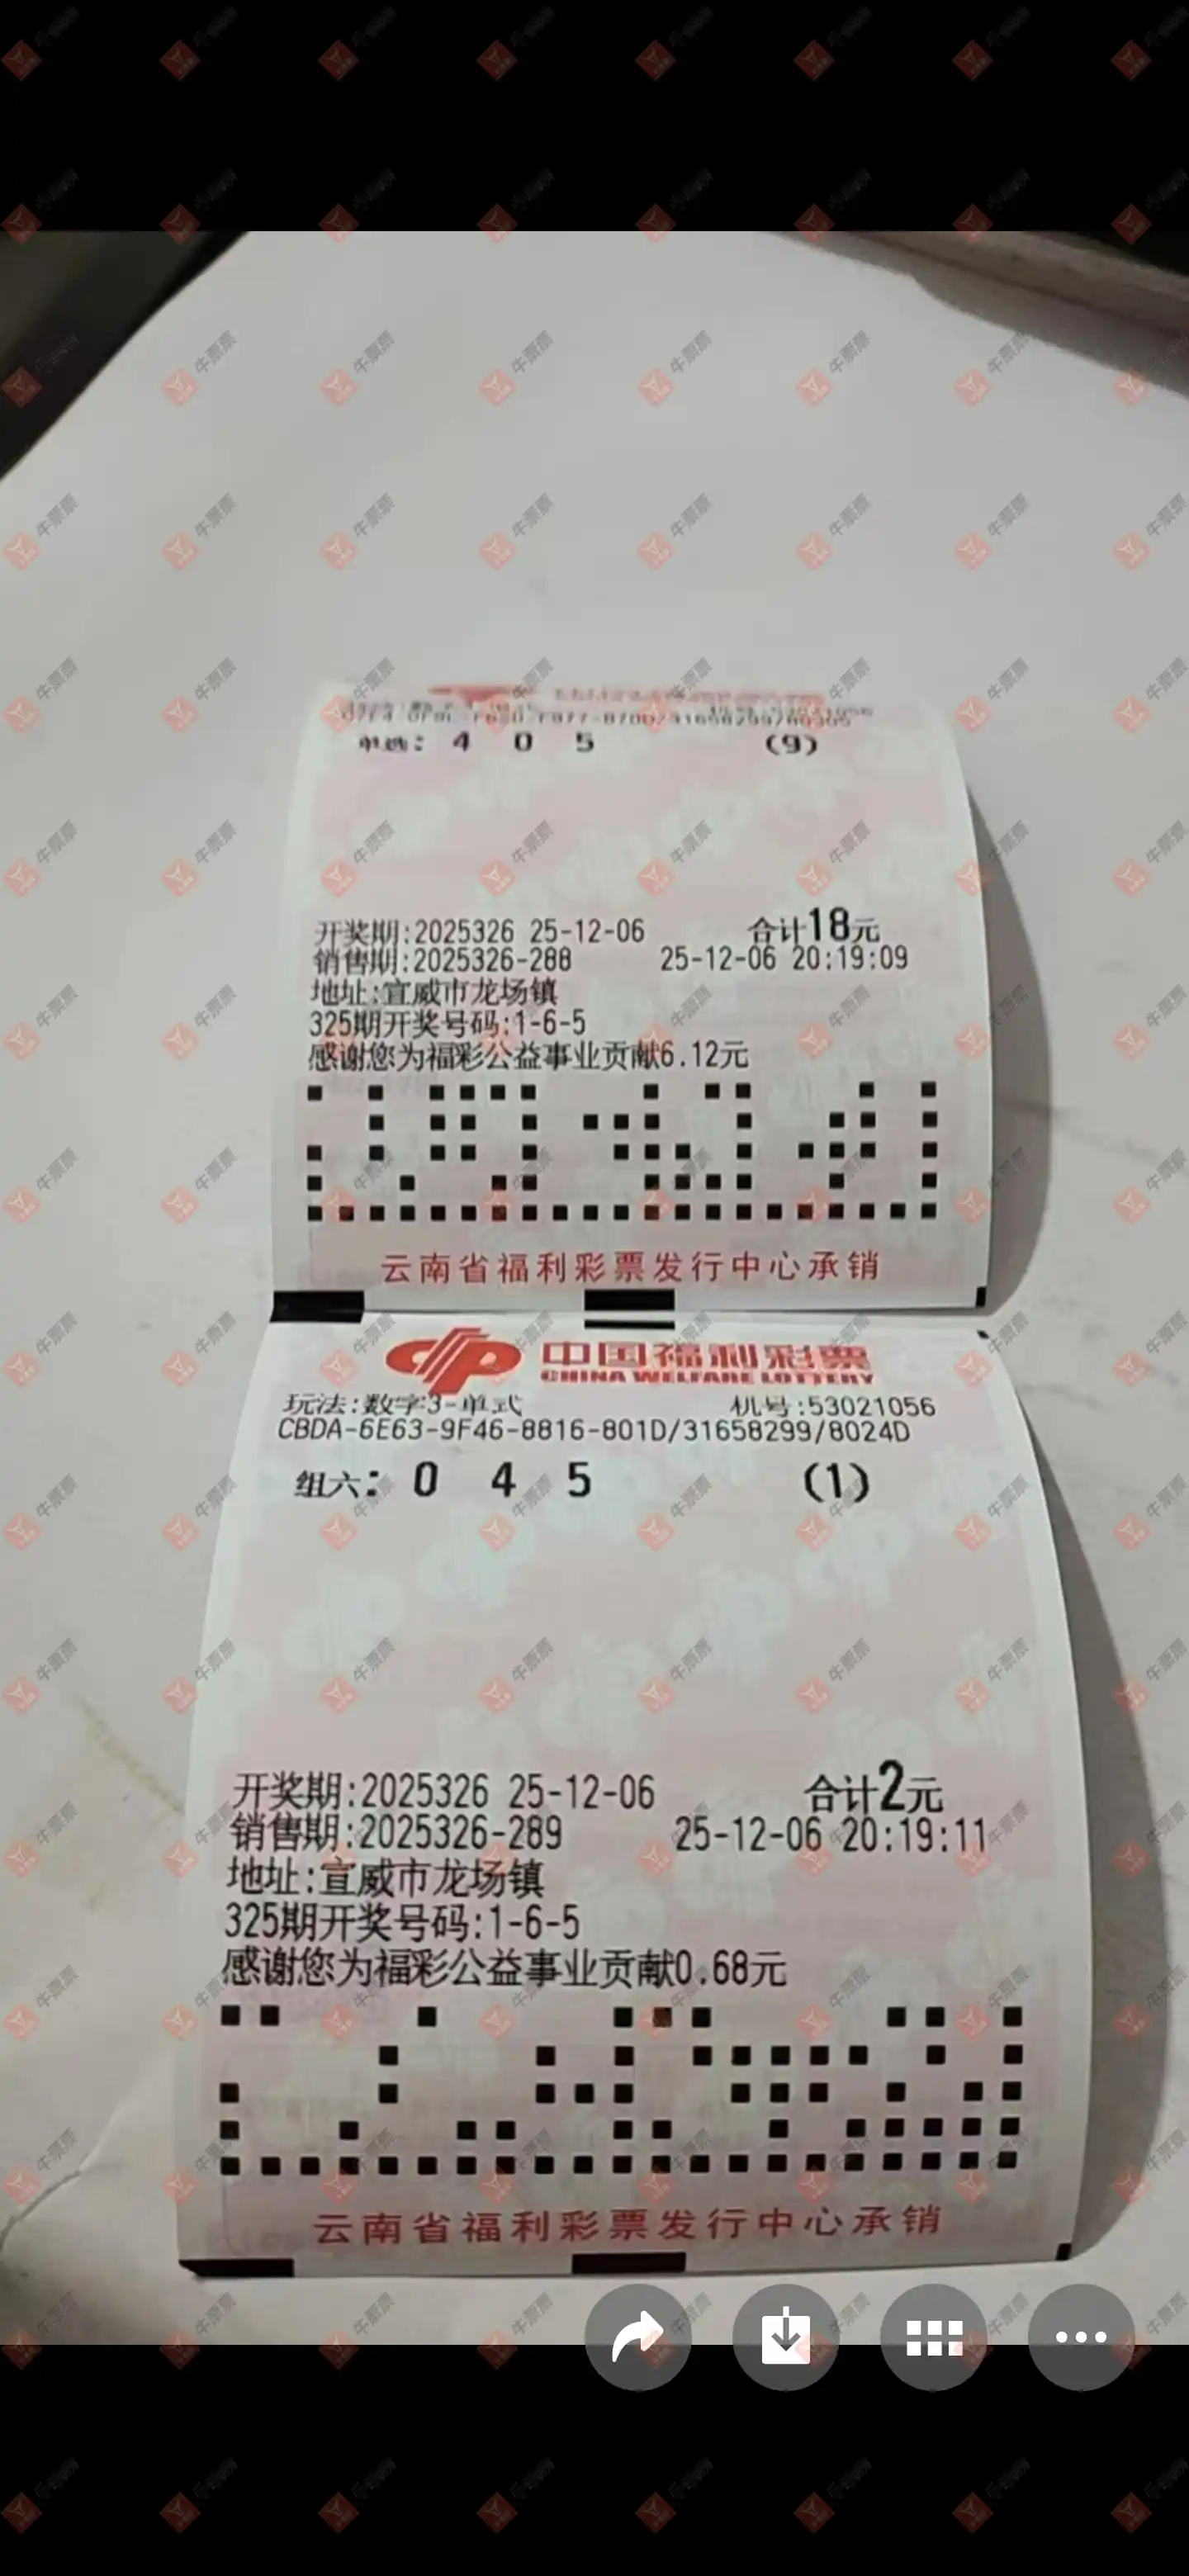 单选: 4 0 5 (9)
开奖期:2025326 25-12-06 合计18元
销售期:2025326-288 25-12-06 20:19:09
地址:宣威市龙场镇
325期开奖号码:1-6-5
感谢您为福彩公益事业贡献6.12元
云南省福利彩票发行中心承销
中国福利彩票
CHINA WELFARE LOTTERY
玩法:数字3-单式 机号:53021056
CBDA-6E63-9F46-8816-801D/31658299/8024D
组六: 0 4 5 (1)
开奖期:2025326 25-12-06 合计2元
销售期:2025326-289 25-12-06 20:19:11
地址:宣威市龙场镇
325期开奖号码:1-6-5
感谢您为福彩公益事业贡献0.68元
云南省福利彩票发行中心承销
牛票票